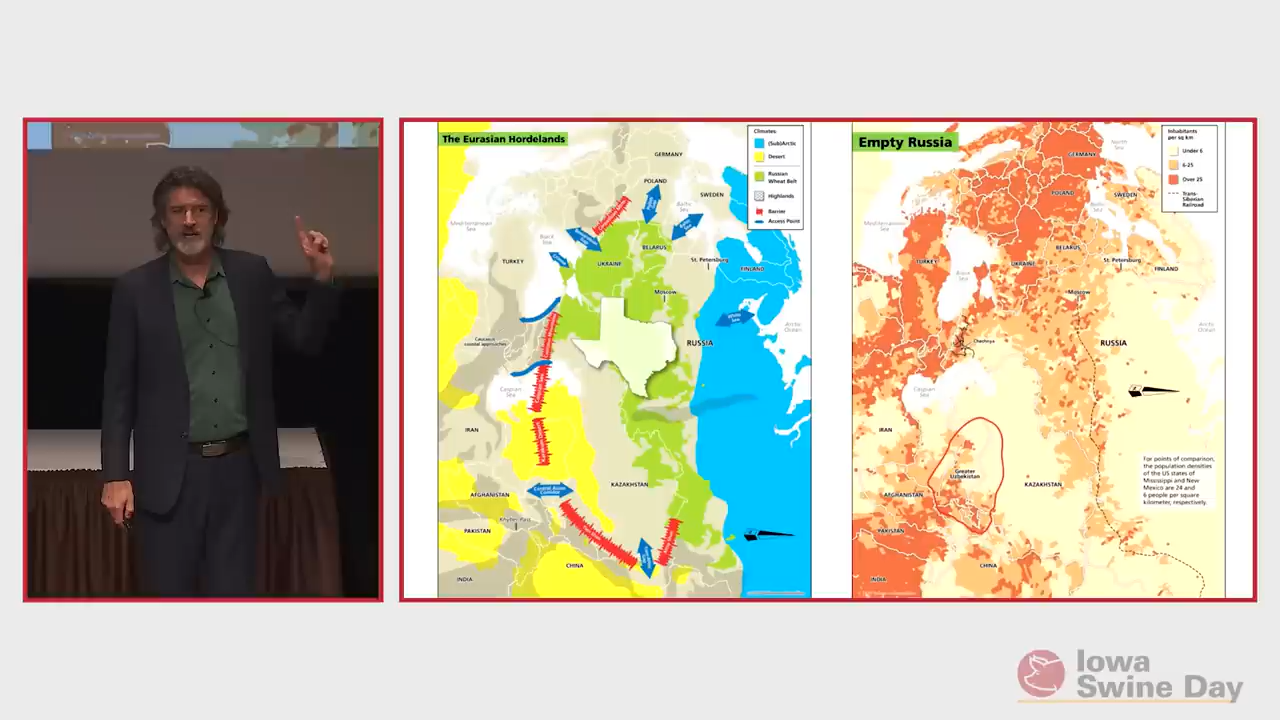 The Eurasian Hordelands
Climates:
(Sub)Arctic
Desert
Russian
Wheat Belt
Highlands
Barrier
Access Point
GERMANY
POLAND
SWEDEN
Baltic
Sea
Mediterranean
Sea
Black
Sea
BELARUS
TURKEY
UKRAINE
St. Petersburg
FINLAND
Moscow
White
Sea
Arctic
Ocean
RUSSIA
Caucasus
coastal approaches
Caspian
Sea
IRAN
KAZAKHSTAN
AFGHANISTAN
Central Asian
Corridor
Khyber Pass
PAKISTAN
CHINA
INDIA
Empty Russia
Inhabitants
per sq km
Under 6
6-25
Over 25
Trans-
Siberian
Railroad
North
Sea
GERMANY
POLAND
SWEDEN
Baltic
Sea
Mediterranean
Sea
BELARUS
TURKEY
UKRAINE
St. Petersburg
FINLAND
Black
Sea
Moscow
Arctic
Ocean
Chechnya
RUSSIA
Caspian
Sea
IRAN
Greater
Uzbekistan
KAZAKHSTAN
AFGHANISTAN
For points of comparison,
the population densities
of the US states of
Mississippi and New
Mexico are 24 and
6 people per square
kilometer, respectively.
PAKISTAN
CHINA
INDIA
Iowa
Swine Day